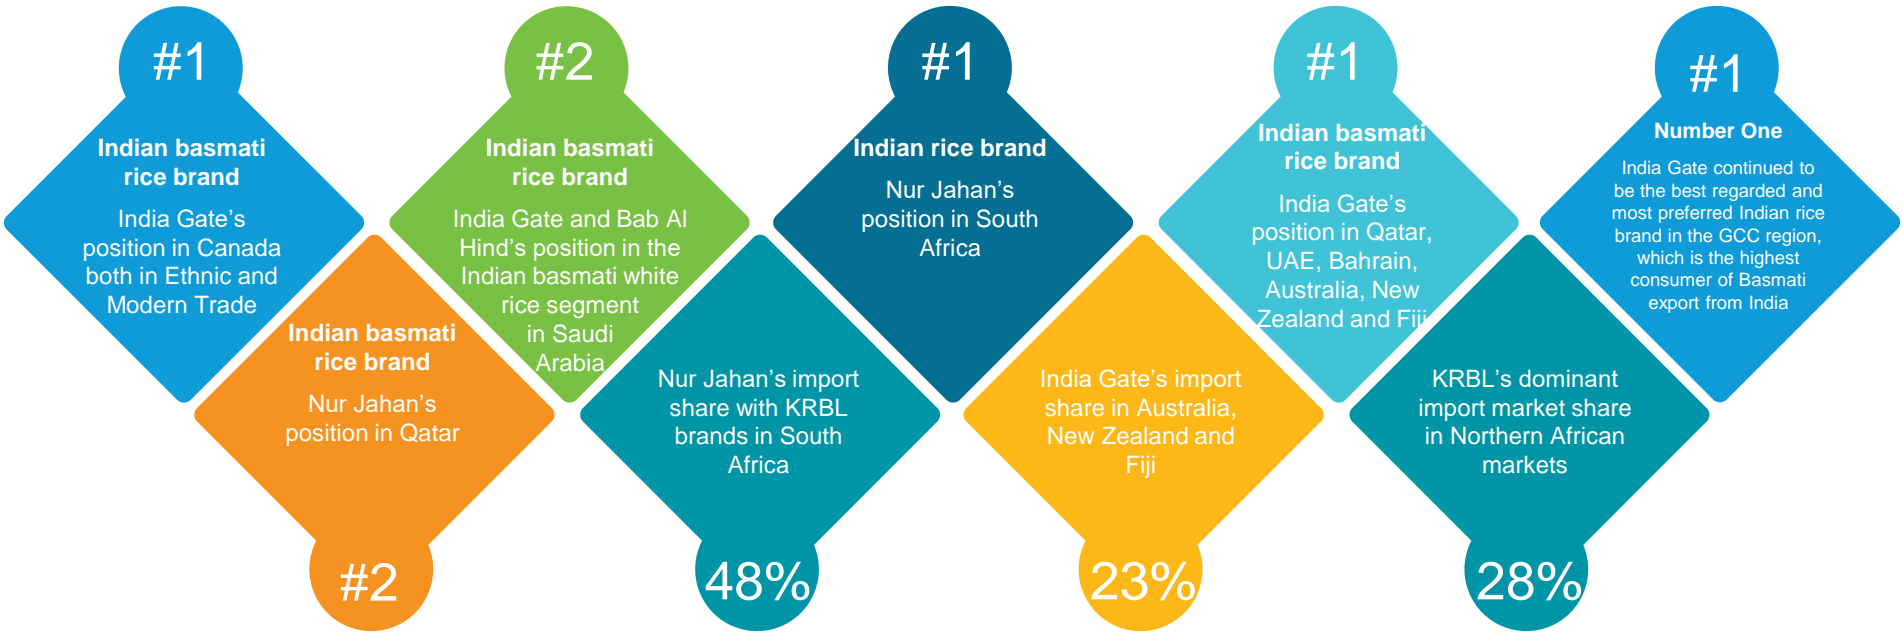 #1
Indian basmati
rice brand
India Gate's
position in Canada
both in Ethnic and
Modern Trade
Indian basmati
rice brand
Nur Jahan's
position in Qatar
#2
#2
Indian basmati
rice brand
India Gate and Bab Al
Hind's position in the
Indian basmati white
rice segment
in Saudi
Arabia
Nur Jahan's import
share with KRBL
brands in South
Africa
48%
#1
Indian rice brand
Nur Jahan's
position in South
Africa
India Gate's import
share in Australia,
New Zealand and
Fiji
23%
#1
Indian basmati
rice brand
India Gate's
position in Qatar,
UAE, Bahrain,
Australia, New
Zealand and Fiji
KRBL's dominant
import market share
in Northern African
markets
28%
#1
Number One
India Gate continued to
be the best regarded and
most preferred Indian rice
brand in the GCC region,
which is the highest
consumer of Basmati
export from India